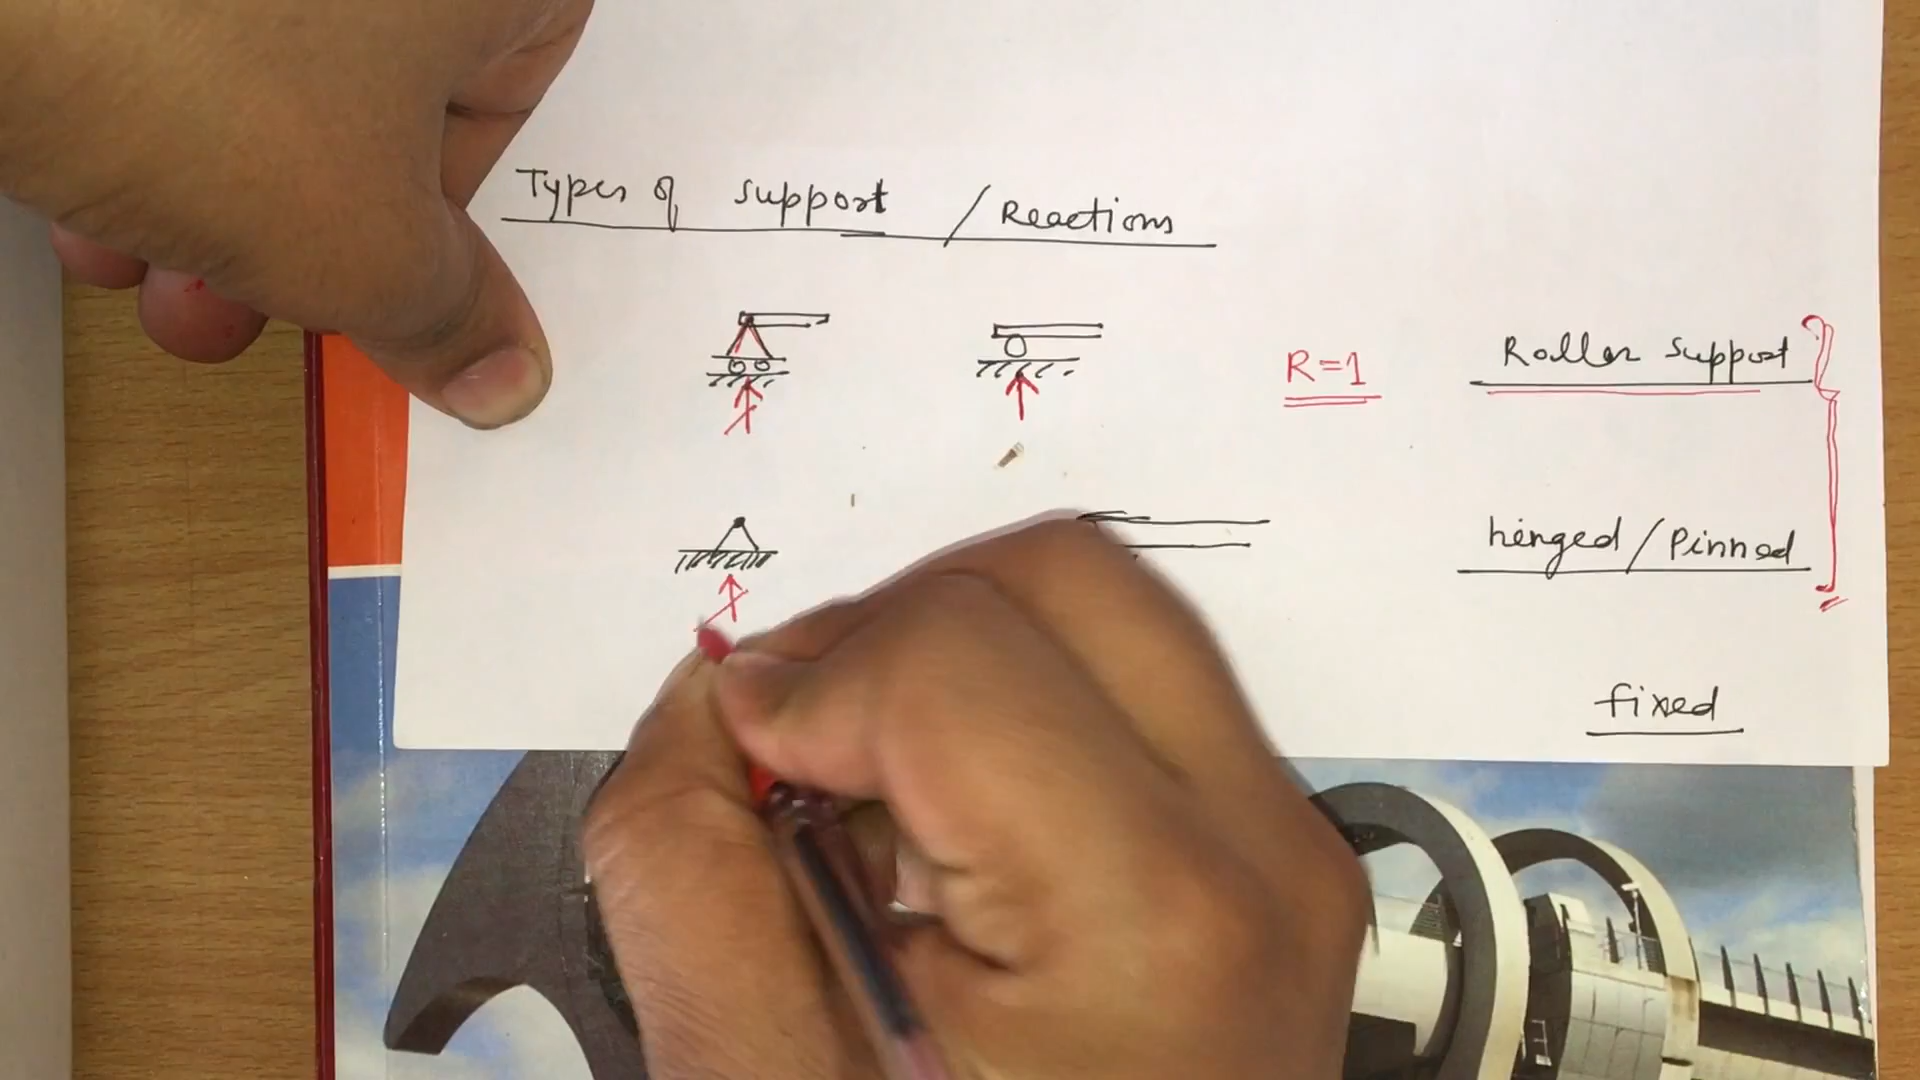 Types of support / Reactions
R=1
Roller support
hinged / Pinned
fixed